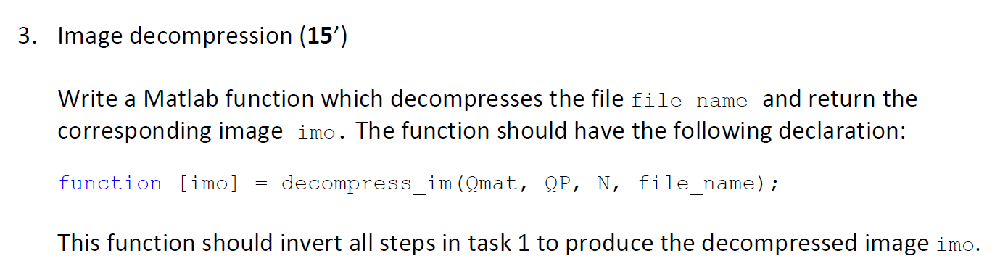 3. Image decompression (15’)
Write a Matlab function which decompresses the file file_name and return the
corresponding image imo. The function should have the following declaration:
function [imo] = decompress_im(Qmat, QP, N, file_name);
This function should invert all steps in task 1 to produce the decompressed image imo.